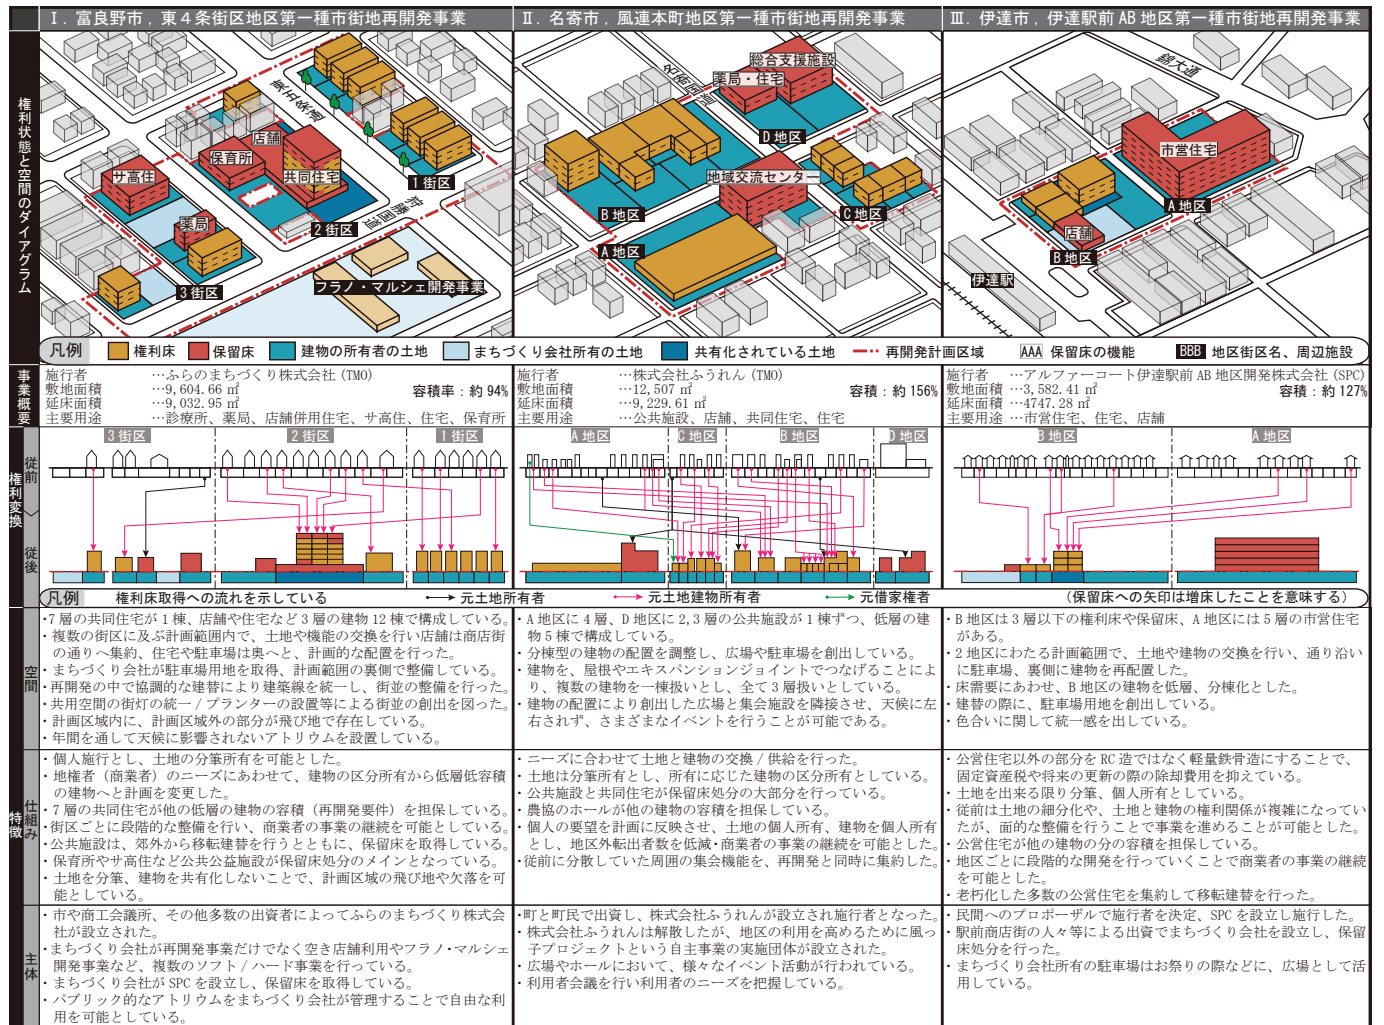 Ⅰ. 富良野市，東4条街区地区第一種市街地再開発事業
Ⅱ. 名寄市，風連本町地区第一種市街地再開発事業
Ⅲ. 伊達市，伊達駅前 AB 地区第一種市街地再開発事業
権利状態と空間のダイアグラム
東五条通
店舗
保育所
共同住宅
サ高住
薬局
1 街区
2 街区
3 街区
フラノ・マルシェ開発事業
総合支援施設
薬局・住宅
名寄国道
D 地区
地域交流センター
B 地区
C 地区
A 地区
錦大通
市営住宅
A 地区
店舗
B 地区
伊達駅
凡例
権利床
保留床
建物の所有者の土地
まちづくり会社所有の土地
共有化されている土地
再開発計画区域
AAA 保留床の機能
BBB 地区街区名、周辺施設
事業概要
施行者 …ふらのまちづくり株式会社 (TMO)
敷地面積 …9,604.66 ㎡
容積率：約 94%
延床面積 …9,032.95 ㎡
主要用途 …診療所、薬局、店舗併用住宅、サ高住、住宅、保育所
施行者 …株式会社ふうれん (TMO)
敷地面積 …12,507 ㎡
容積：約 156%
延床面積 …9,229.61 ㎡
主要用途 …公共施設、店舗、共同住宅、住宅
施行者 …アルファーコート伊達駅前 AB 地区開発株式会社 (SPC)
敷地面積 …3,582.41 ㎡
容積：約 127%
延床面積 …4747.28 ㎡
主要用途 …市営住宅、住宅、店舗
権利変換
従前
従後
3 街区
2 街区
1 街区
A 地区
C 地区
B 地区
D 地区
B 地区
A 地区
凡例
権利床取得への流れを示している
元土地所有者
元土地建物所有者
元借家権者
(保留床への矢印は増床したことを意味する)
特徴
空間
・7 層の共同住宅が 1 棟、店舗や住宅など 3 層の建物 12 棟で構成している。
・複数の街区に及ぶ計画範囲内で、土地や機能の交換を行い店舗は商店街
の通りへ集約、住宅や駐車場は奥へと、計画的な配置を行った。
・まちづくり会社が駐車場用地を取得、計画範囲の裏側で整備している。
・再開発の中で協調的な建替により建築線を統一し、街並の整備を行った。
・共用空間の街灯の統一 / プランターの設置等による街並の創出を図った。
・計画区域内に、計画区域外の部分が飛び地で存在している。
・年間を通して天候に影響されないアトリウムを設置している。
・A 地区に 4 層、D 地区に 2,3 層の公共施設が 1 棟ずつ、低層の建
物 5 棟で構成している。
・分棟型の建物の配置を調整し、広場や駐車場を創出している。
・建物を、屋根やエキスパンションジョイントでつなげることによ
り、複数の建物を一棟扱いとし、全て 3 層扱いとしている。
・建物の配置により創出した広場と集会施設を隣接させ、天候に左
右されず、さまざまなイベントを行うことが可能である。
・B 地区は 3 層以下の権利床や保留床、A 地区には 5 層の市営住宅
がある。
・2 地区にわたる計画範囲で、土地や建物の交換を行い、通り沿い
に駐車場、裏側に建物を再配置した。
・床需要にあわせ、B 地区の建物を低層、分棟化とした。
・建替の際に、駐車場用地を創出している。
・色合いに関して統一感を出している。
仕組み
・個人施行とし、土地の分筆所有を可能とした。
・地権者（商業者）のニーズにあわせて、建物の区分所有から低層低容積
の建物へと計画を変更した。
・7 層の共同住宅が他の低層の建物の容積（再開発要件）を担保している。
・街区ごとに段階的な整備を行い、商業者の事業の継続を可能としている。
・公共施設は、郊外から移転建替を行うとともに、保留床を取得している。
・保育所やサ高住など公共公益施設が保留床処分のメインとなっている。
・土地を分筆、建物を共有化しないことで、計画区域の飛び地や欠落を可
能としている。
・ニーズに合わせて土地と建物の交換 / 供給を行った。
・土地は分筆所有とし、所有に応じた建物の区分所有としている。
・公共施設と共同住宅が保留床処分の大部分を行っている。
・農協のホールが他の建物の容積を担保している。
・個人の要望を計画に反映させ、土地の個人所有、建物を個人所有
とし、地区外転出者数を低減・商業者の事業の継続を可能とした。
・従前に分散していた周囲の集会機能を、再開発と同時に集約した。
・公営住宅以外の部分を RC 造ではなく軽量鉄骨造にすることで、
固定資産税や将来の更新の際の除却費用を抑えている。
・土地を出来る限り分筆、個人所有としている。
・従前は土地の細分化や、土地と建物の権利関係が複雑になってい
たが、面的な整備を行うことで事業を進めることが可能とした。
・公営住宅が他の建物の分の容積を担保している。
・地区ごとに段階的な開発を行っていくことで商業者の事業の継続
を可能とした。
・老朽化した多数の公営住宅を集約して移転建替を行った。
主体
・市や商工会議所、その他多数の出資者によってふらのまちづくり株式会
社が設立された。
・まちづくり会社が再開発事業だけでなく空き店舗利用やフラノ・マルシェ
開発事業など、複数のソフト / ハード事業を行っている。
・まちづくり会社が SPC を設立し、保留床を取得している。
・パブリック的なアトリウムをまちづくり会社が管理することで自由な利
用を可能としている。
・町と町民で出資し、株式会社ふうれんが設立され施行者となった。
・株式会社ふうれんは解散したが、地区の利用を高めるために風っ
子プロジェクトという自主事業の実施団体が設立された。
・広場やホールにおいて、様々なイベント活動が行われている。
・利用者会議を行い利用者のニーズを把握している。
・民間へのプロポーザルで施行者を決定、SPC を設立し施行した。
・駅前商店街の人々等による出資でまちづくり会社を設立し、保留
床処分を行った。
・まちづくり会社所有の駐車場はお祭りの際などに、広場として活
用している。